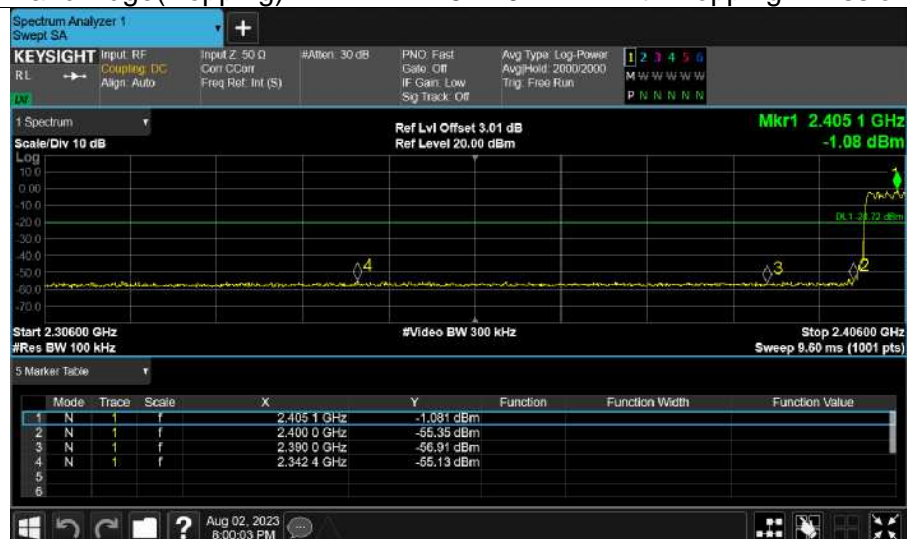 Spectrum Analyzer 1
Swept SA
+
KEYSIGHT Input: RF Input Z: 50 Ω #Atten: 30 dB PNO: Fast Avg Type: Log-Power 1 2 3 4 5 6
RL Coupling: DC Corr CCorr Gate: Off Avg|Hold: 2000/2000 M W W W W W
Align: Auto Freq Ref: Int (S) IF Gain: Low Trig: Free Run
Sig Track: Off P N N N N N
1 Spectrum Ref Lvl Offset 3.01 dB Mkr1 2.405 1 GHz
Scale/Div 10 dB Ref Level 20.00 dBm -1.08 dBm
Log
10.0
0.00
-10.0
-20.0
-30.0
-40.0
-50.0
-60.0
-70.0
1
4
3
2
Start 2.30600 GHz #Video BW 300 kHz Stop 2.40600 GHz
#Res BW 100 kHz Sweep 9.60 ms (1001 pts)
5 Marker Table
Mode Trace Scale X Y Function Function Width Function Value
1 N 1 f 2.405 1 GHz -1.081 dBm
2 N 1 f 2.400 0 GHz -55.35 dBm
3 N 1 f 2.390 0 GHz -56.91 dBm
4 N 1 f 2.342 4 GHz -55.13 dBm
5
6
? Aug 02, 2023
8:00:03 PM